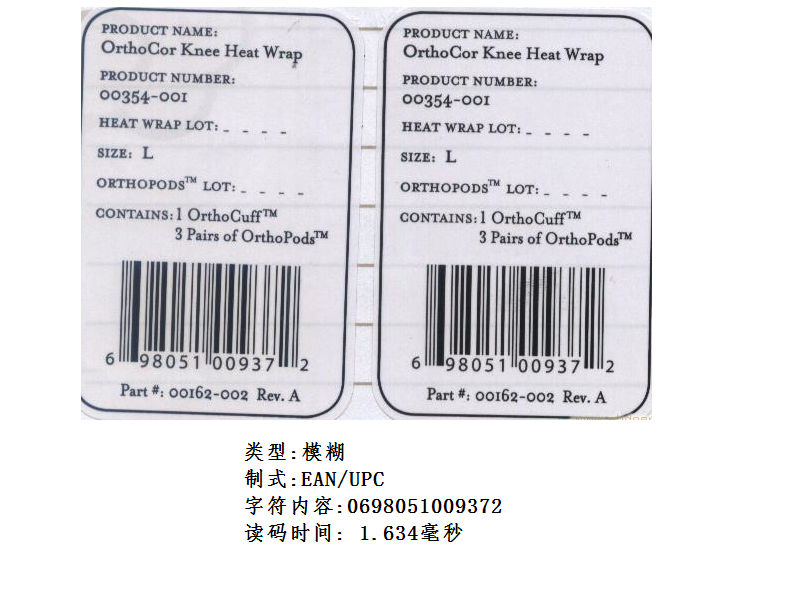 PRODUCT NAME:
OrthoCor Knee Heat Wrap
PRODUCT NUMBER:
00354-001
HEAT WRAP LOT: _ _ _ _
SIZE: L
ORTHOPODS™ LOT: _ _ _ _
CONTAINS: 1 OrthoCuff™
3 Pairs of OrthoPods™
6 98051 00937 2
Part #: 00162-002 Rev. A
PRODUCT NAME:
OrthoCor Knee Heat Wrap
PRODUCT NUMBER:
00354-001
HEAT WRAP LOT: _ _ _ _
SIZE: L
ORTHOPODS™ LOT: _ _ _ _
CONTAINS: 1 OrthoCuff™
3 Pairs of OrthoPods™
6 98051 00937 2
Part #: 00162-002 Rev. A
类型:模糊
制式:EAN/UPC
字符内容:0698051009372
读码时间: 1.634毫秒